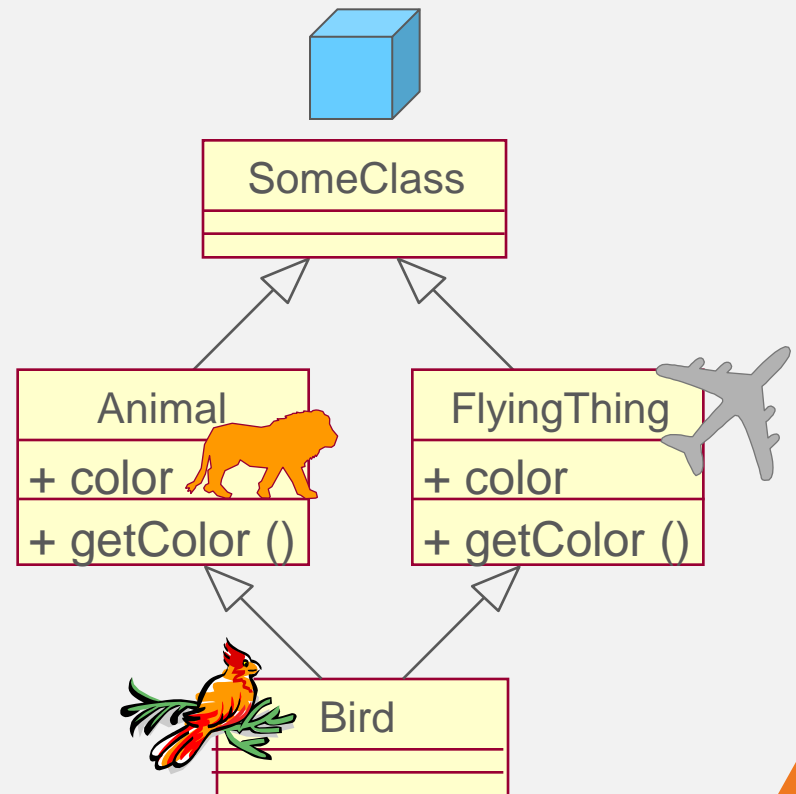 SomeClass
Animal
+ color
+ getColor ()
FlyingThing
+ color
+ getColor ()
Bird